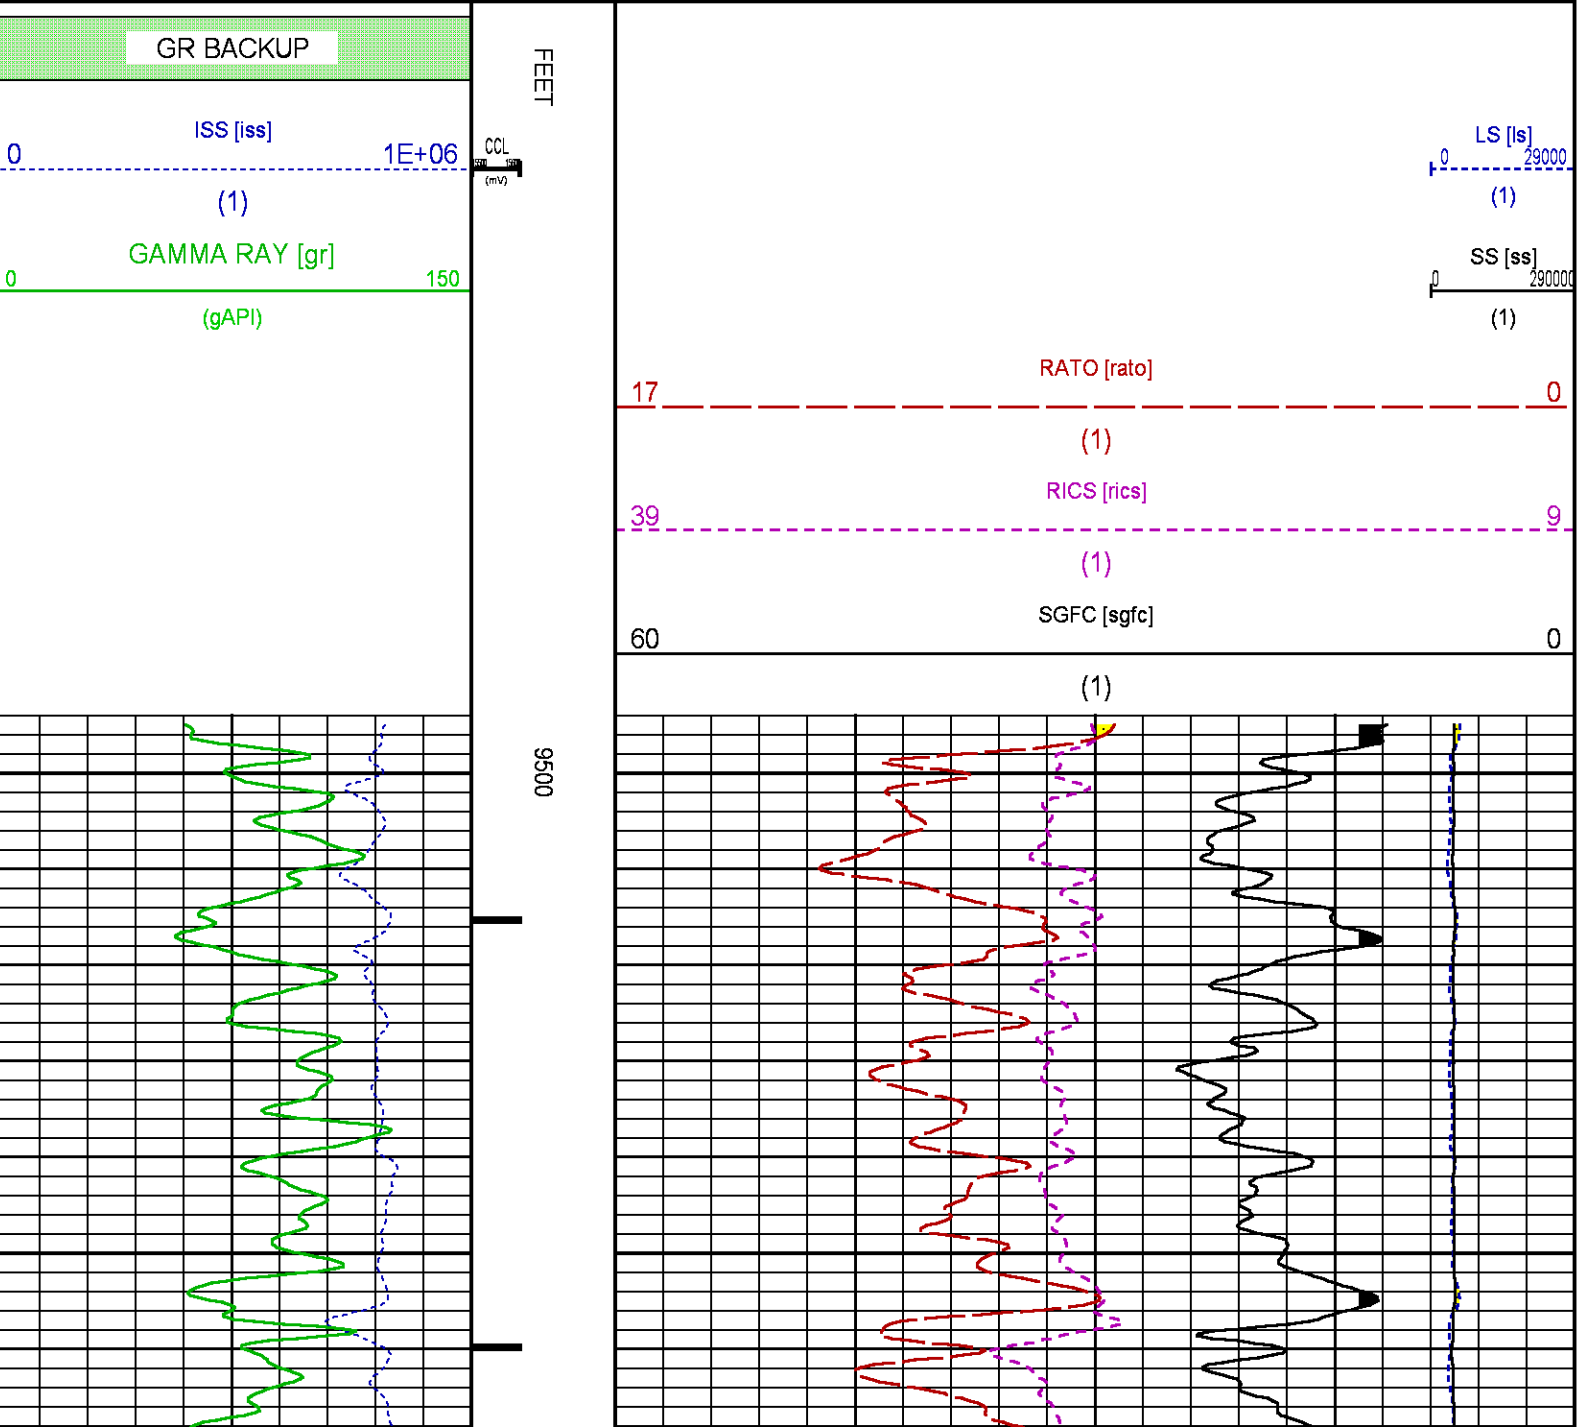 GR BACKUP
ISS [iss]
0 1E+06
(1)
GAMMA RAY [gr]
0 150
(gAPI)
CCL
(mV)
FEET
9500
LS [ls]
0 29000
(1)
SS [ss]
0 290000
(1)
RATO [rato]
17 0
(1)
RICS [rics]
39 9
(1)
SGFC [sgfc]
60 0
(1)